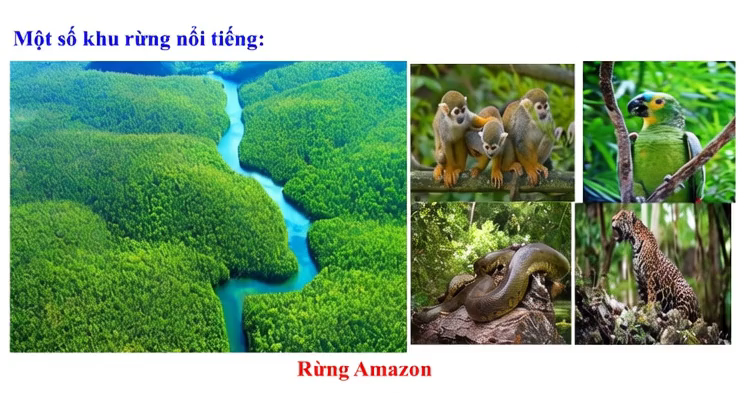 Một số khu rừng nổi tiếng:
Rừng Amazon